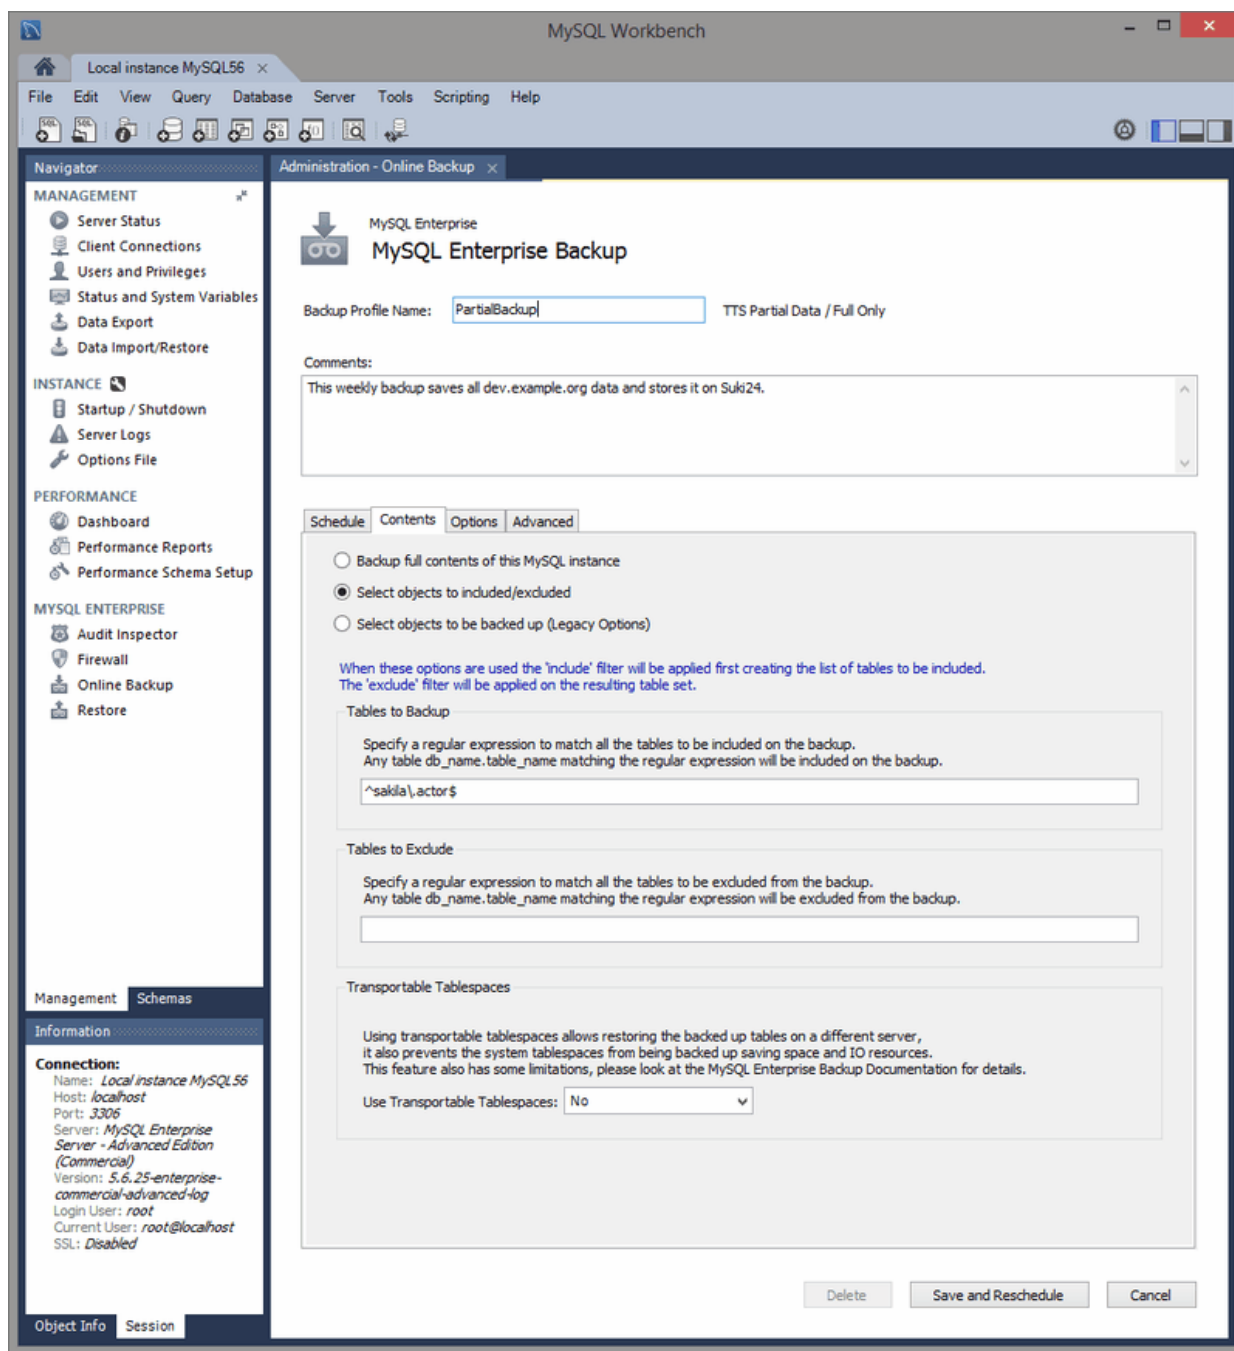 MySQL Workbench
Local instance MySQL56
File Edit View Query Database Server Tools Scripting Help
Navigator
MANAGEMENT
Server Status
Client Connections
Users and Privileges
Status and System Variables
Data Export
Data Import/Restore
INSTANCE
Startup / Shutdown
Server Logs
Options File
PERFORMANCE
Dashboard
Performance Reports
Performance Schema Setup
MYSQL ENTERPRISE
Audit Inspector
Firewall
Online Backup
Restore
Management Schemas
Information
Connection:
Name: Local instance MySQL56
Host: localhost
Port: 3306
Server: MySQL Enterprise
Server - Advanced Edition
(Commercial)
Version: 5.6.25-enterprise-
commercial-advanced-log
Login User: root
Current User: root@localhost
SSL: Disabled
Object Info Session
Administration - Online Backup
MySQL Enterprise
MySQL Enterprise Backup
Backup Profile Name: PartialBackup TTS Partial Data / Full Only
Comments:
This weekly backup saves all dev.example.org data and stores it on Suki24.
Schedule Contents Options Advanced
Backup full contents of this MySQL instance
Select objects to included/excluded
Select objects to be backed up (Legacy Options)
When these options are used the 'include' filter will be applied first creating the list of tables to be included.
The 'exclude' filter will be applied on the resulting table set.
Tables to Backup
Specify a regular expression to match all the tables to be included on the backup.
Any table db_name.table_name matching the regular expression will be included on the backup.
^sakila\.actor$
Tables to Exclude
Specify a regular expression to match all the tables to be excluded from the backup.
Any table db_name.table_name matching the regular expression will be excluded from the backup.
Transportable Tablespaces
Using transportable tablespaces allows restoring the backed up tables on a different server,
it also prevents the system tablespaces from being backed up saving space and IO resources.
This feature also has some limitations, please look at the MySQL Enterprise Backup Documentation for details.
Use Transportable Tablespaces: No
Delete Save and Reschedule Cancel